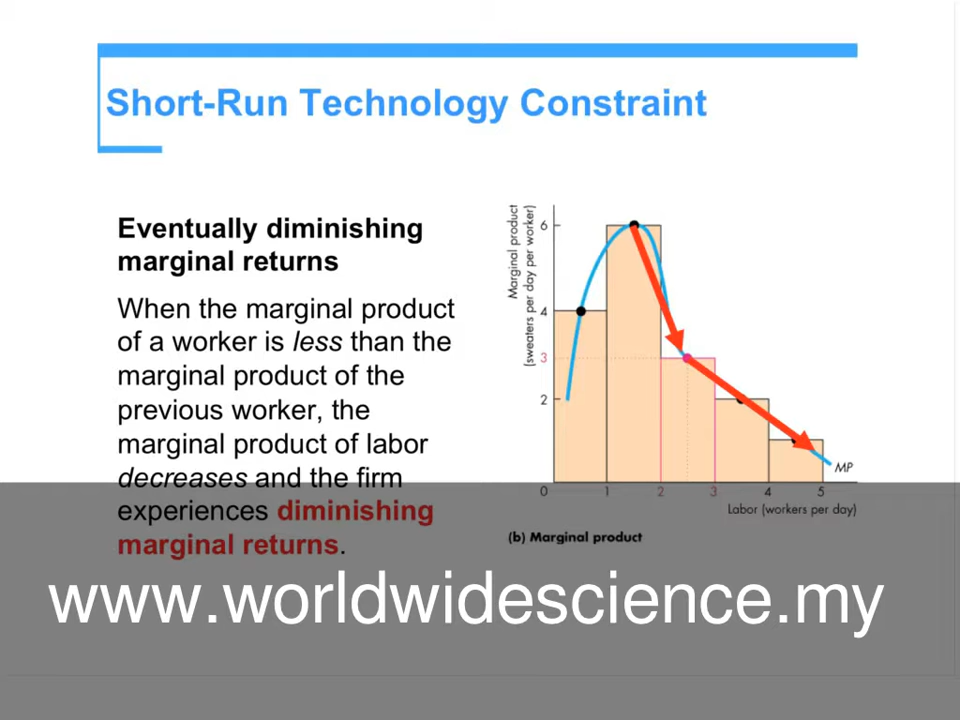 Short-Run Technology Constraint
Eventually diminishing
marginal returns
When the marginal product
of a worker is less than the
marginal product of the
previous worker, the
marginal product of labor
decreases and the firm
experiences diminishing
marginal returns.
Marginal product
(sweaters per day per worker)
6
4
3
2
0 1 2 3 4 5
MP
Labor (workers per day)
(b) Marginal product
www.worldwidescience.my